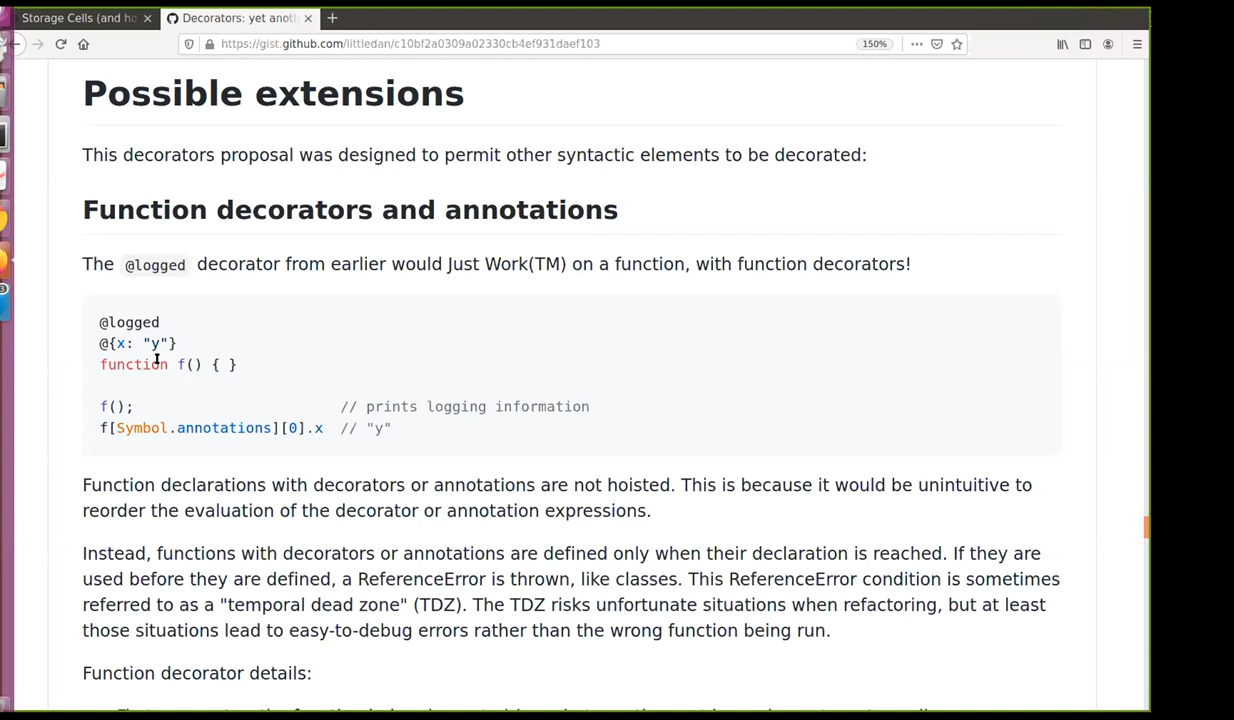 Storage Cells (and ho
Decorators: yet anoth
https://gist.github.com/littledan/c10bf2a0309a02330cb4ef931daef103
150%
Possible extensions
This decorators proposal was designed to permit other syntactic elements to be decorated:
Function decorators and annotations
The @logged decorator from earlier would Just Work(TM) on a function, with function decorators!
@logged
@{x: "y"}
function f() { }
f(); // prints logging information
f[Symbol.annotations][0].x // "y"
Function declarations with decorators or annotations are not hoisted. This is because it would be unintuitive to
reorder the evaluation of the decorator or annotation expressions.
Instead, functions with decorators or annotations are defined only when their declaration is reached. If they are
used before they are defined, a ReferenceError is thrown, like classes. This ReferenceError condition is sometimes
referred to as a "temporal dead zone" (TDZ). The TDZ risks unfortunate situations when refactoring, but at least
those situations lead to easy-to-debug errors rather than the wrong function being run.
Function decorator details: